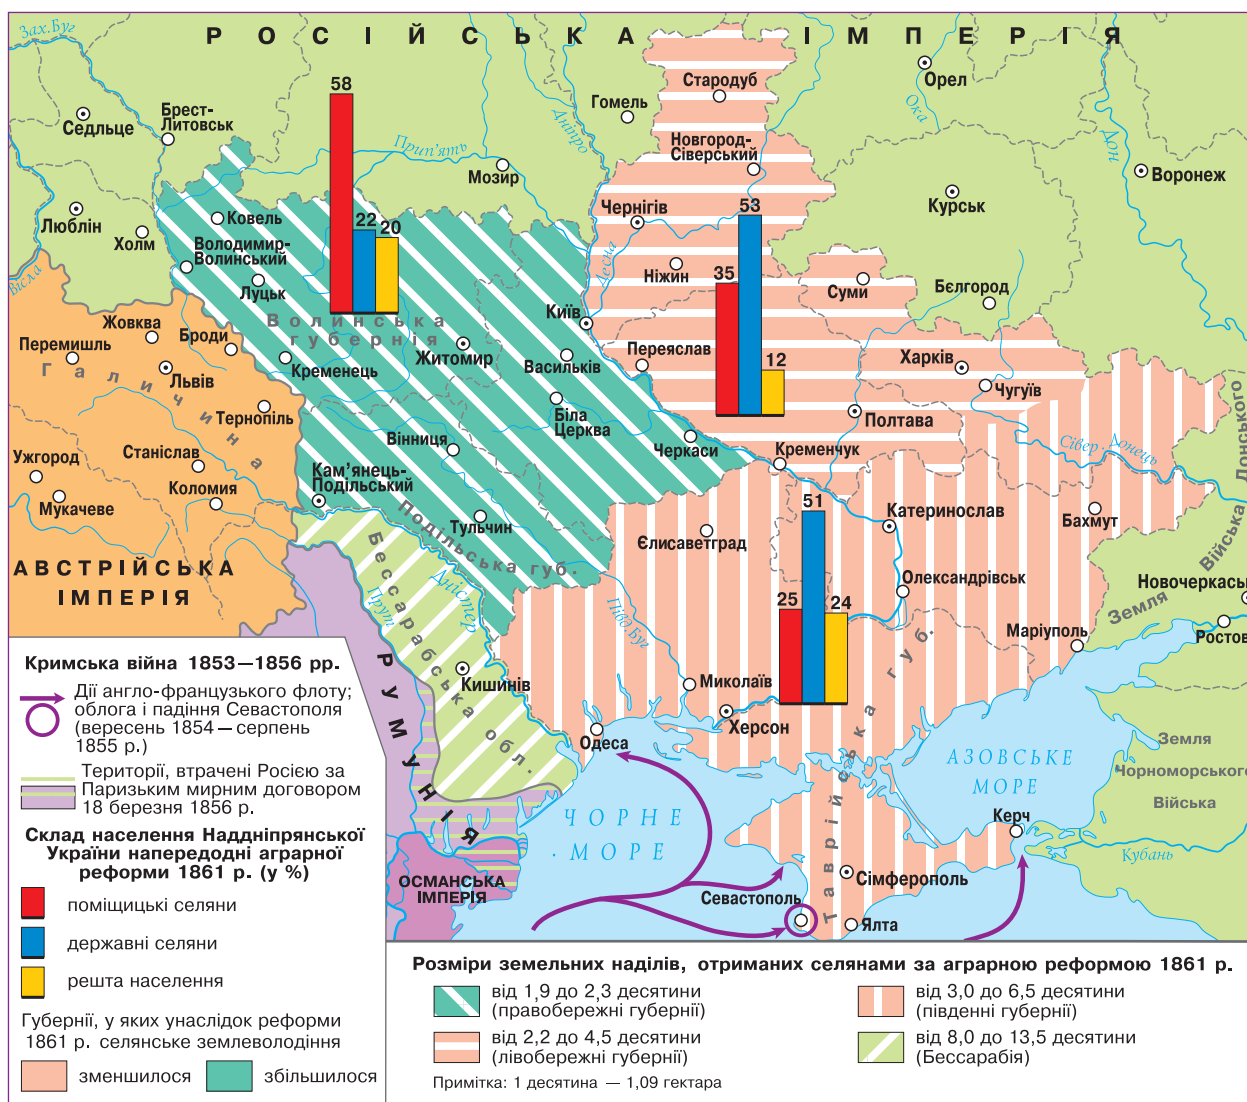 РОСІЙСЬКА ІМПЕРІЯ
Зах.Буг
58
Стародуб
Орел
Гомель
Ока
Дон
Седльце
Брест-
Литовськ
Дніпро
Прип'ять
Новгород-
Сіверський
Мозир
Воронеж
Люблін
Ковель
Холм
22
20
Чернігів
53
Курськ
Володимир-
Волинський
Десна
Вісла
Луцьк
Ніжин
35
Суми
Бєлгород
Жовква
Броди
Волинська
губернія
Київ
Перемишль
Житомир
Переяслав
Харків
Галичина
Львів
Кременець
Васильків
12
Чугуїв
Тернопіль
Біла
Церква
Полтава
Вінниця
Черкаси
Ужгород
Станіслав
Кременчук
Сівер. Донець
Кам’янець-
Подільський
Мукачеве
Коломия
51
Катеринослав
Бахмут
Подільська губ.
Тульчин
Єлисаветград
Земля Війська Донського
АВСТРІЙСЬКА
ІМПЕРІЯ
Бессарабська обл.
Дністер
Прут
Півд.Буг
Олександрівськ
Новочеркаськ
25
24
Маріуполь
Ростов
РУМУНІЯ
Кишинів
Миколаїв
Херсон
Таврійська губ.
Одеса
АЗОВСЬКЕ
МОРЕ
Земля
Чорноморського
Війська
ЧОРНЕ
МОРЕ
Керч
Кубань
ОСМАНСЬКА
ІМПЕРІЯ
Севастополь
Сімферополь
Ялта
Кримська війна 1853—1856 рр.
Дії англо-французького флоту;
облога і падіння Севастополя
(вересень 1854 — серпень
1855 р.)
Території, втрачені Росією за
Паризьким мирним договором
18 березня 1856 р.
Склад населення Наддніпрянської
України напередодні аграрної
реформи 1861 р. (у %)
поміщицькі селяни
державні селяни
решта населення
Губернії, у яких унаслідок реформи
1861 р. селянське землеволодіння
зменшилося
збільшилося
Розміри земельних наділів, отриманих селянами за аграрною реформою 1861 р.
від 1,9 до 2,3 десятини
(правобережні губернії)
від 3,0 до 6,5 десятини
(південні губернії)
від 2,2 до 4,5 десятини
(лівобережні губернії)
від 8,0 до 13,5 десятини
(Бессарабія)
Примітка: 1 десятина — 1,09 гектара